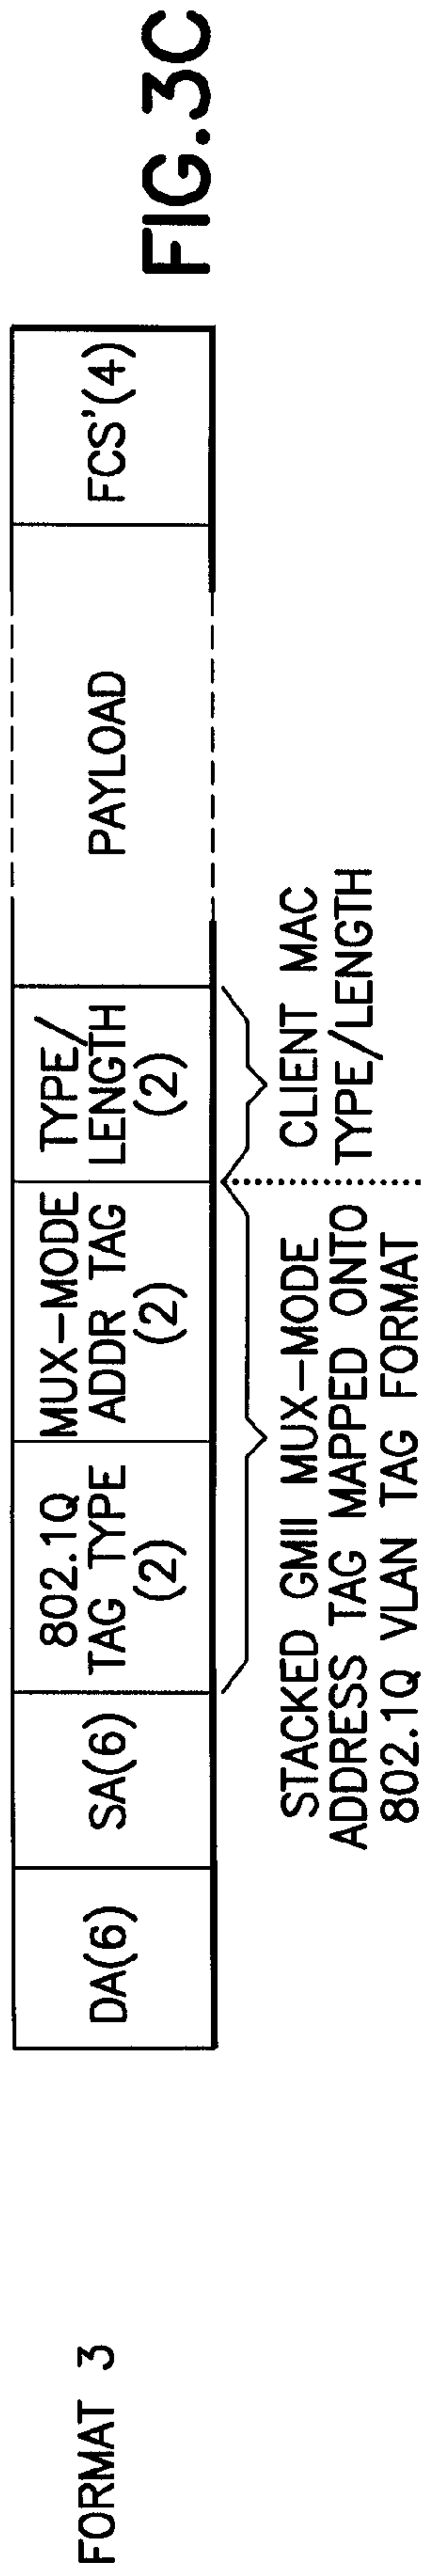 FORMAT 3
DA(6)
SA(6)
802.1Q
TAG TYPE
(2)
MUX-MODE
ADDR TAG
(2)
TYPE/
LENGTH
(2)
PAYLOAD
FCS'(4)
STACKED GMII MUX-MODE
ADDRESS TAG MAPPED ONTO
802.1Q VLAN TAG FORMAT
CLIENT MAC
TYPE/LENGTH
FIG.3C